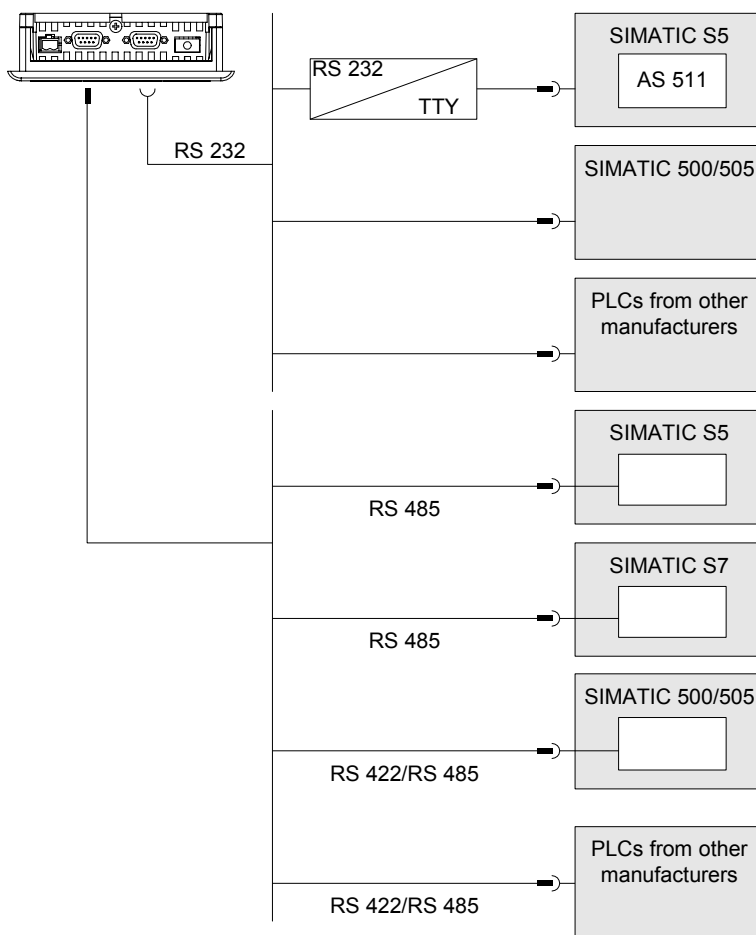 SIMATIC S5
RS 232
TTY
AS 511
RS 232
SIMATIC 500/505
PLCs from other
manufacturers
SIMATIC S5
RS 485
SIMATIC S7
RS 485
SIMATIC 500/505
RS 422/RS 485
PLCs from other
manufacturers
RS 422/RS 485